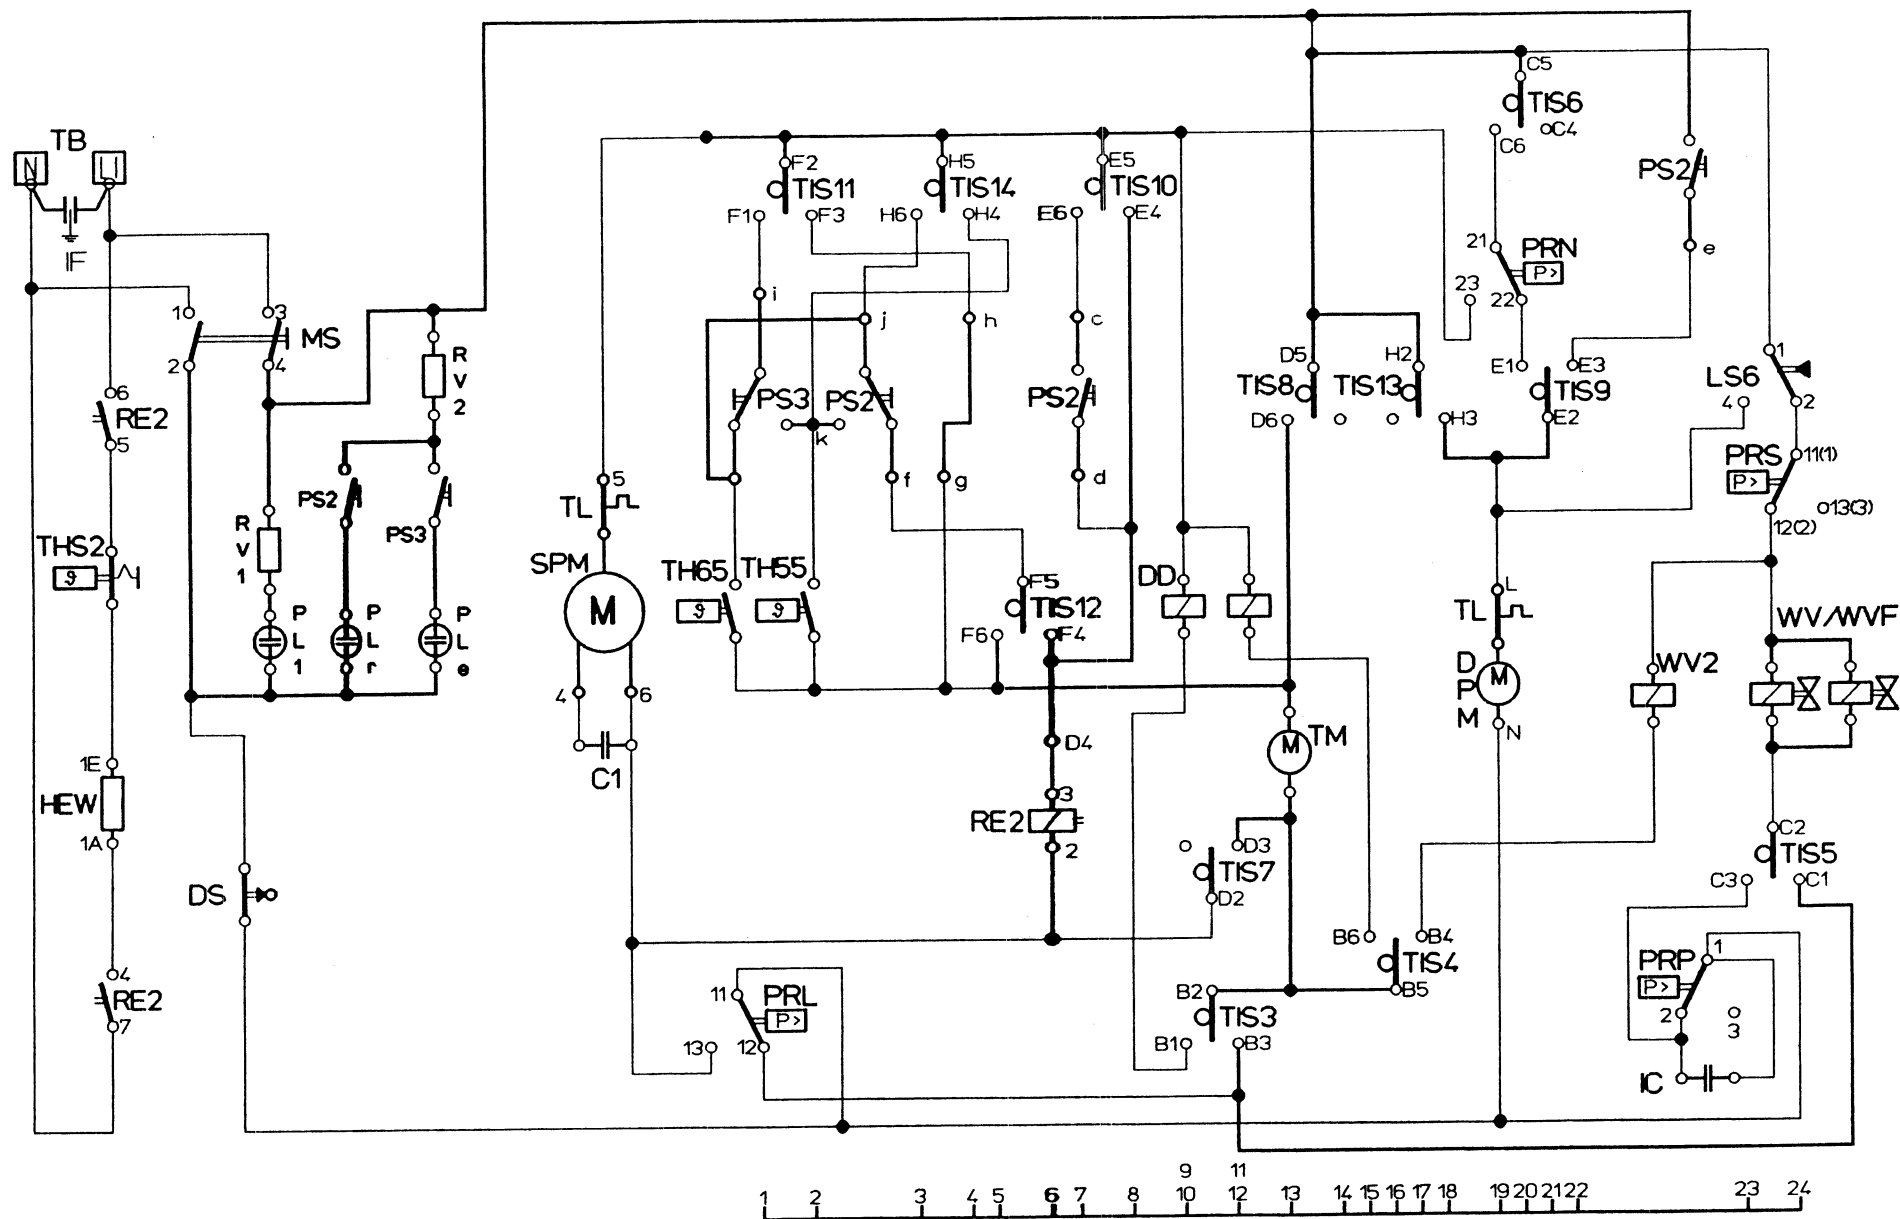 TB
N
U
IF
1
3
MS
2
4
6
RE2
5
THS2
ϑ
1E
HEW
1A
4
RE2
7
DS
R
V
1
R
V
2
PS2
PS3
P
L
1
P
L
r
P
L
e
5
TL
SPM
M
4
6
C1
F2
TIS11
F1
F3
H5
TIS14
H6
H4
E5
TIS10
E6
E4
i
j
h
c
PS3
PS2
PS2
k
f
g
d
TH65
TH55
ϑ
ϑ
F5
TIS12
F6
F4
D4
3
RE2
2
DD
D5
H2
TIS8
TIS13
D6
H3
M
TM
D3
TIS7
D2
B6
B4
TIS4
B5
B2
TIS3
B1
B3
11
PRL
P>
13
12
C5
TIS6
C6
C4
PS2
e
21
PRN
P>
23
22
E1
E3
TIS9
E2
1
LS6
4
2
PRS
11(1)
P>
12(2)
13(3)
L
TL
D
P
M
M
N
WV2
WV/WVF
C2
TIS5
C3
C1
PRP
1
P>
2
3
IC
9
11
1
2
3
4
5
6
7
8
10
12
13
14
15
16
17
18
19
20
21
22
23
24